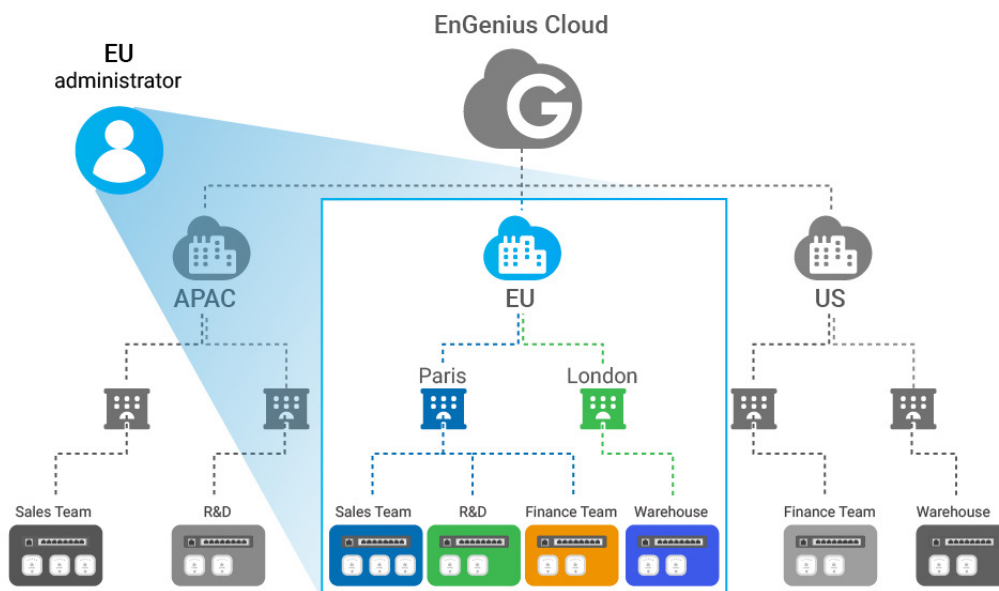 EnGenius Cloud
EU
administrator
G
APAC
EU
US
Paris
London
Sales Team
R&D
Sales Team
R&D
Finance Team
Warehouse
Finance Team
Warehouse